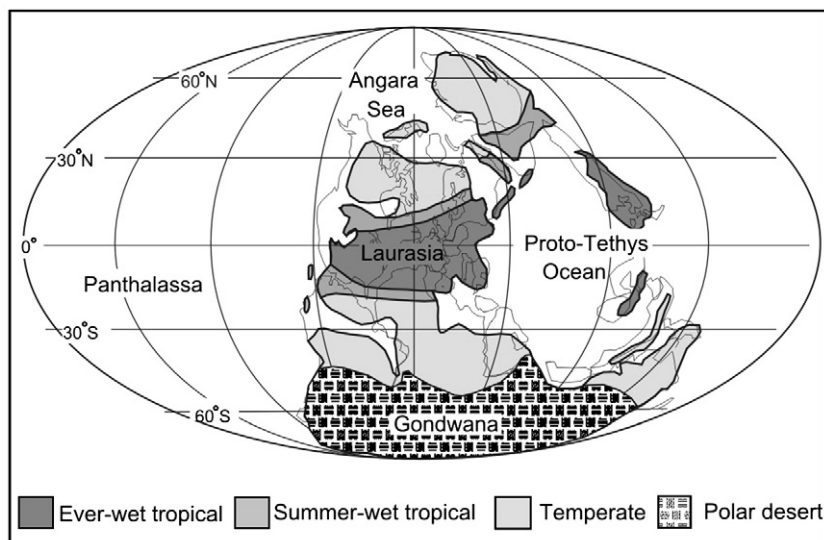 60°N
Angara
Sea
30°N
0°
Laurasia
Proto-Tethys
Ocean
Panthalassa
30°S
60°S
Gondwana
Ever-wet tropical
Summer-wet tropical
Temperate
Polar desert